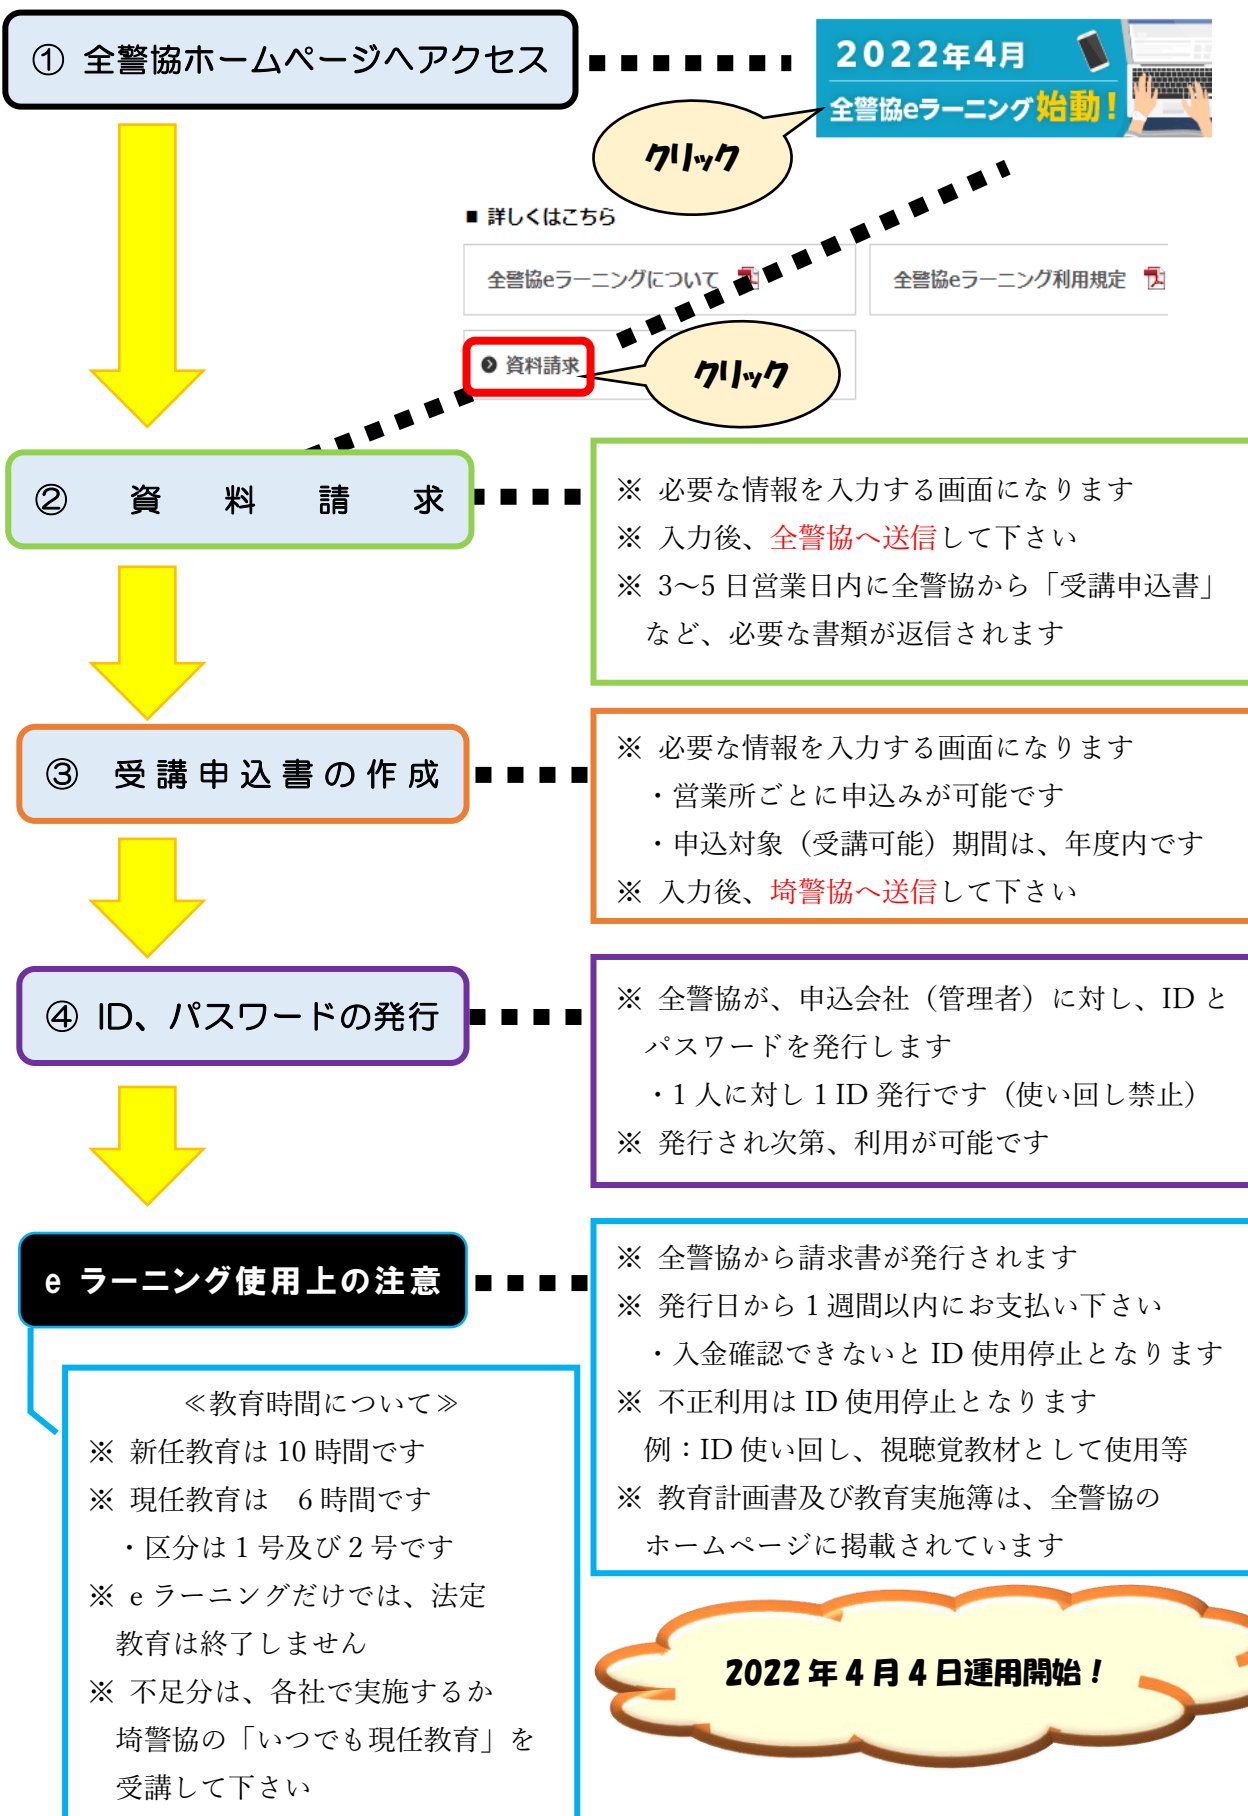 ① 全警協ホームページへアクセス
2022年4月
全警協eラーニング始動！
クリック
■ 詳しくはこちら
全警協eラーニングについて
全警協eラーニング利用規定
資料請求
クリック
② 資料請求
※ 必要な情報を入力する画面になります
※ 入力後、全警協へ送信して下さい
※ 3～5 日営業日内に全警協から「受講申込書」
など、必要な書類が返信されます
③ 受講申込書の作成
※ 必要な情報を入力する画面になります
・営業所ごとに申込みが可能です
・申込対象（受講可能）期間は、年度内です
※ 入力後、埼警協へ送信して下さい
④ ID、パスワードの発行
※ 全警協が、申込会社（管理者）に対し、ID と
パスワードを発行します
・1 人に対し 1 ID 発行です（使い回し禁止）
※ 発行され次第、利用が可能です
e ラーニング使用上の注意
※ 全警協から請求書が発行されます
※ 発行日から 1 週間以内にお支払い下さい
・入金確認できないと ID 使用停止となります
※ 不正利用は ID 使用停止となります
例：ID 使い回し、視聴覚教材として使用等
※ 教育計画書及び教育実施簿は、全警協の
ホームページに掲載されています
≪教育時間について≫
※ 新任教育は 10 時間です
※ 現任教育は 6 時間です
・区分は 1 号及び 2 号です
※ e ラーニングだけでは、法定
教育は終了しません
※ 不足分は、各社で実施するか
埼警協の「いつでも現任教育」を
受講して下さい
2022 年 4 月 4 日運用開始！